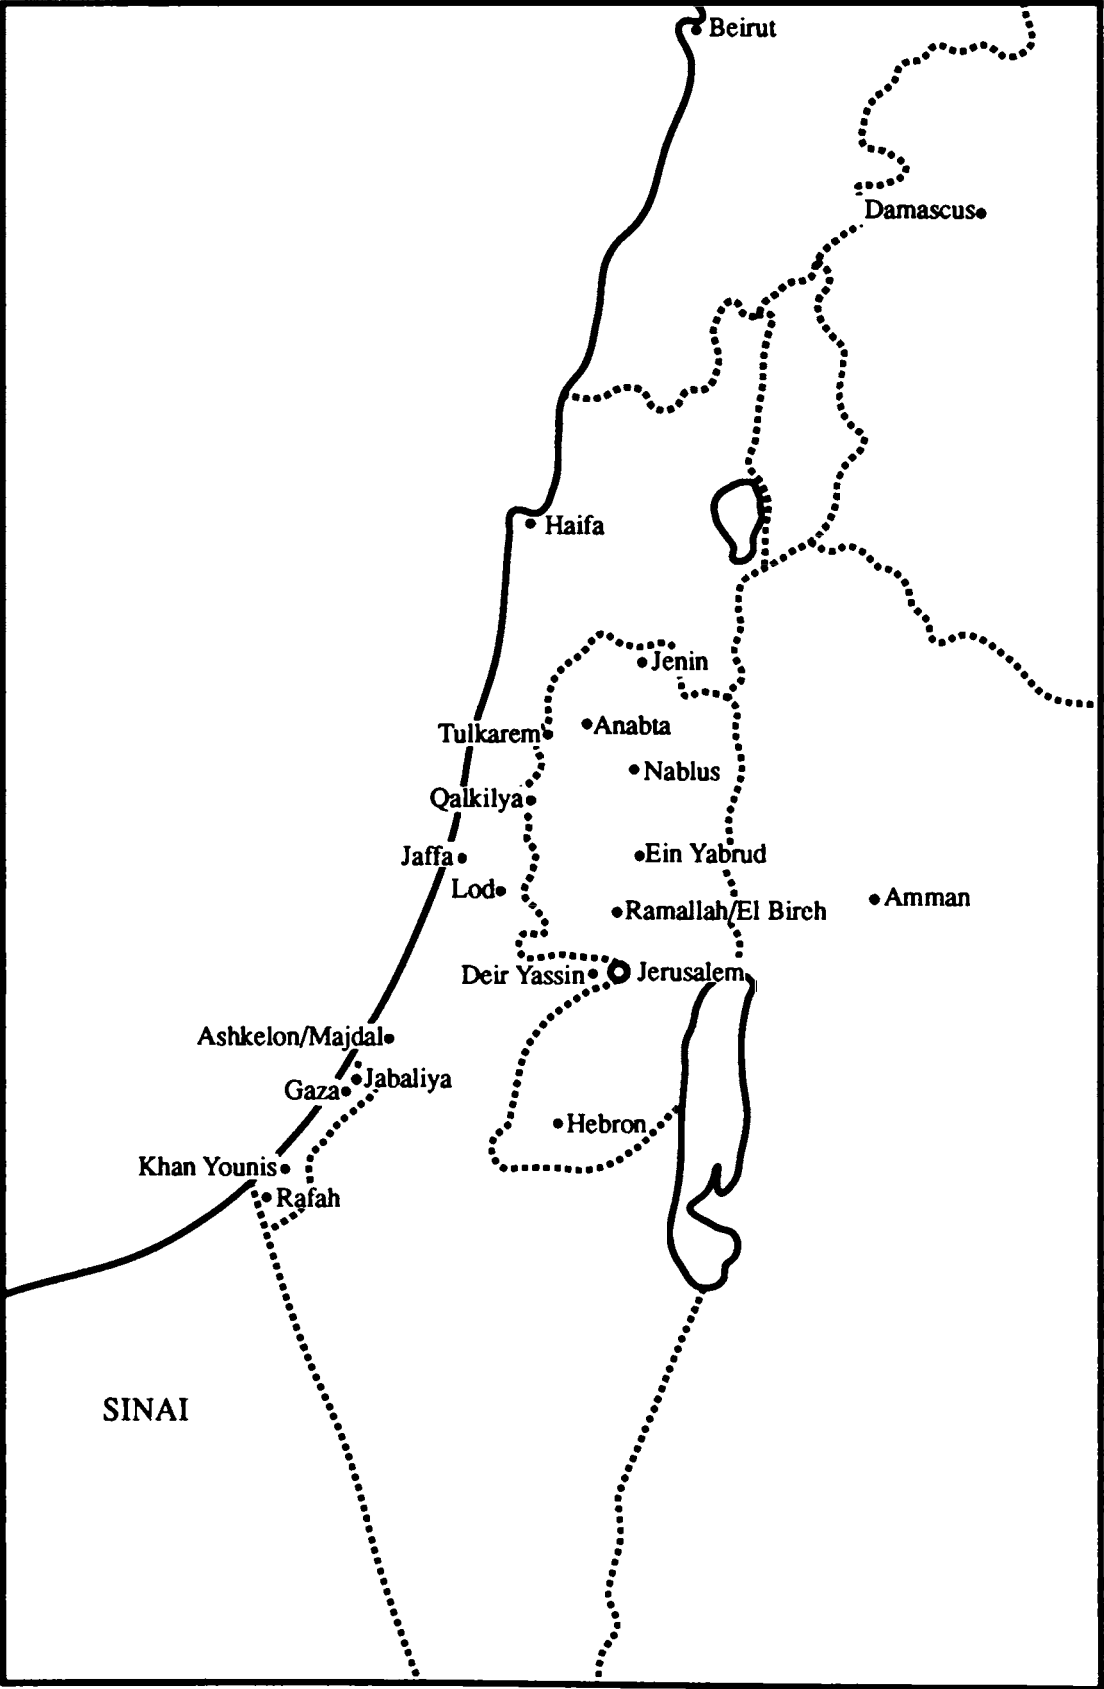 Beirut
Damascus
Haifa
Jenin
Anabta
Tulkarem
Nablus
Qalkilya
Ein Yabrud
Jaffa
Lod
Amman
Ramallah/El Birch
Deir Yassin
Jerusalem
Ashkelon/Majdal
Jabaliya
Gaza
Hebron
Khan Younis
Rafah
SINAI